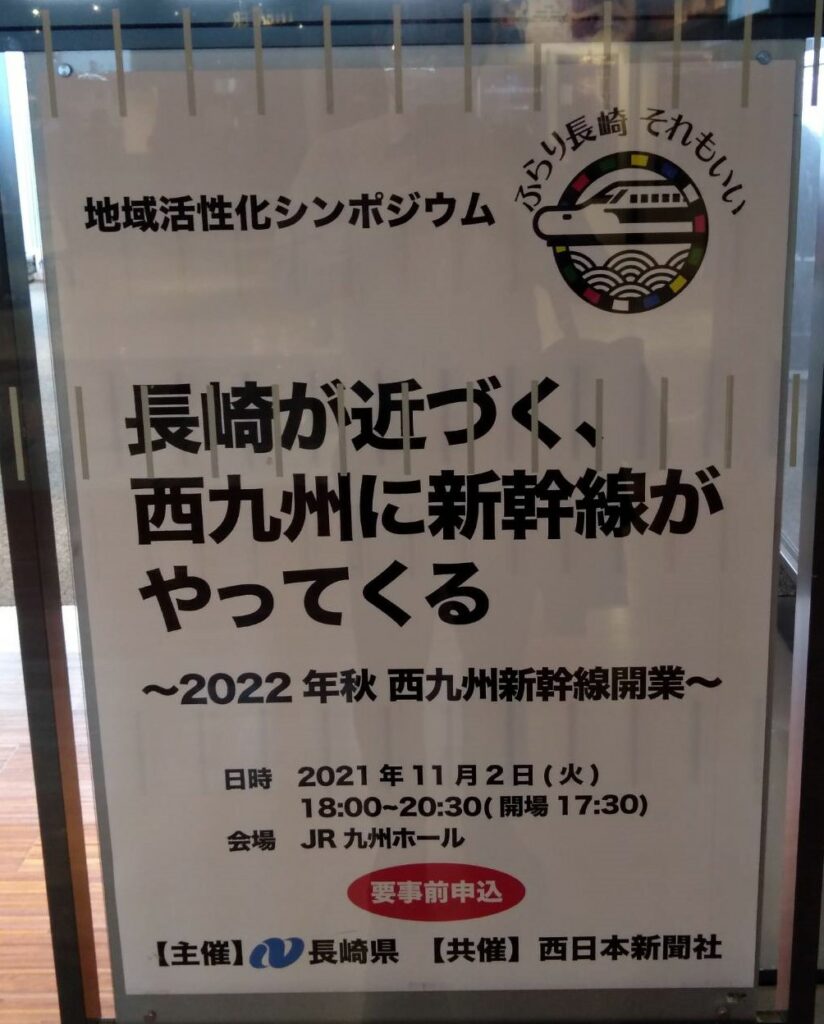 ふらり長崎 それもいい
地域活性化シンポジウム
長崎が近づく、
西九州に新幹線が
やってくる
～2022年秋 西九州新幹線開業～
日時 2021年11月2日(火)
18:00~20:30(開場17:30)
会場 JR九州ホール
要事前申込
【主催】長崎県 【共催】西日本新聞社